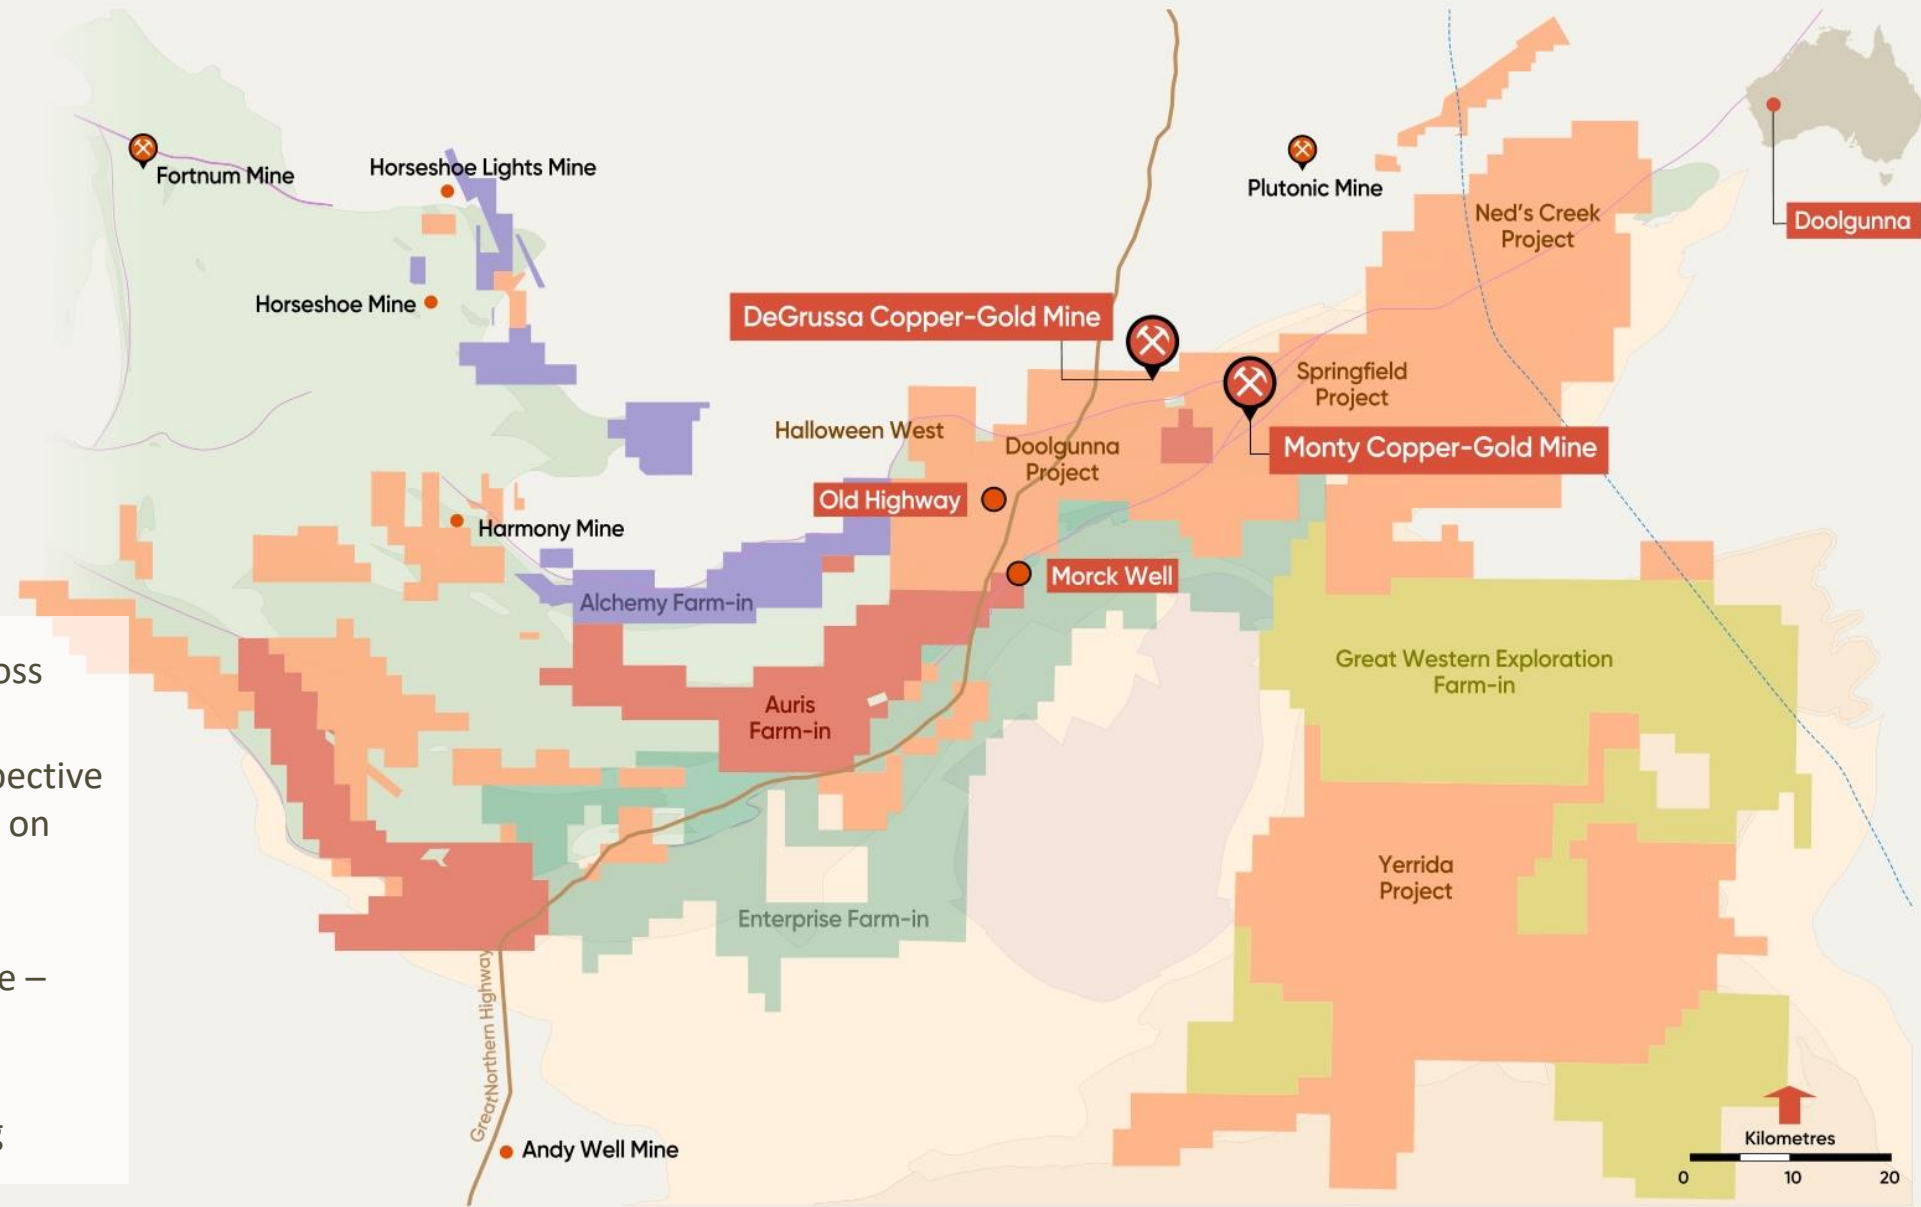 Fortnum Mine
Horseshoe Lights Mine
Plutonic Mine
Ned's Creek
Project
Doolgunna
Horseshoe Mine
DeGrussa Copper-Gold Mine
Springfield
Project
Halloween West
Doolgunna
Project
Monty Copper-Gold Mine
Old Highway
Harmony Mine
Morck Well
Alchemy Farm-in
Great Western Exploration
Farm-in
oss
Auris
Farm-in
pective
on
Yerrida
Project
Enterprise Farm-in
e –
Great Northern Highway
g
Andy Well Mine
Kilometres
0 10 20